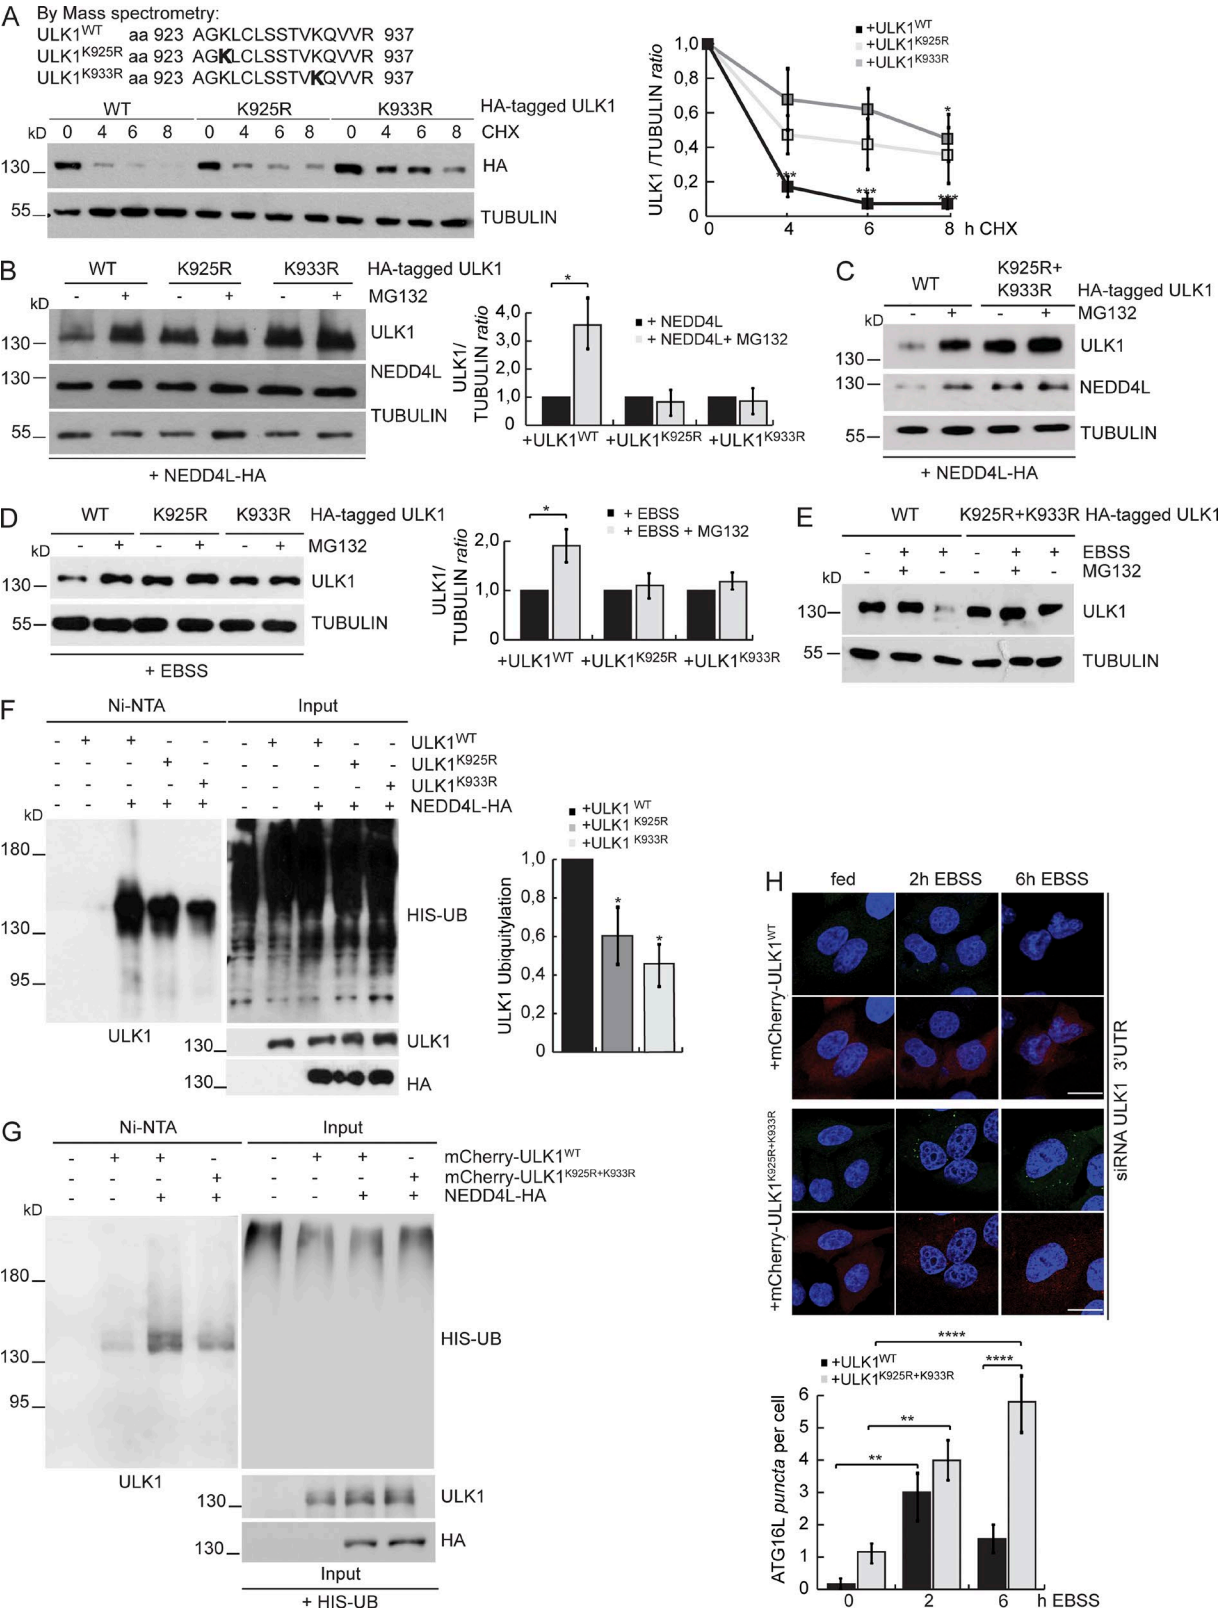 A
By Mass spectrometry:
ULK1WT aa 923 AGKLCLSSTVKQVVR 937
ULK1K925R aa 923 AGKLCLSSTVKQVVR 937
ULK1K933R aa 923 AGKLCLSSTVKQVVR 937
WT K925R K933R HA-tagged ULK1
kD 0 4 6 8 0 4 6 8 0 4 6 8 CHX
130 HA
55 TUBULIN
+ULK1WT
+ULK1K925R
+ULK1K933R
ULK1 /TUBULIN ratio
1,0
0,8
0,6
0,4
0,2
0
*
***
***
***
0 4 6 8 h CHX
B
WT K925R K933R HA-tagged ULK1
kD - + - + - + MG132
130 ULK1
130 NEDD4L
55 TUBULIN
+ NEDD4L-HA
ULK1/
TUBULIN ratio
4,0
3,0
2,0
1,0
0
*
+ NEDD4L
+ NEDD4L+ MG132
+ULK1WT +ULK1K925R +ULK1K933R
C
WT K925R+
K933R HA-tagged ULK1
kD - + - + MG132
130 ULK1
130 NEDD4L
55 TUBULIN
+ NEDD4L-HA
D
WT K925R K933R HA-tagged ULK1
kD - + - + - + MG132
130 ULK1
55 TUBULIN
+ EBSS
ULK1/
TUBULIN ratio
2,0
1,0
0
*
+ EBSS
+ EBSS + MG132
+ULK1WT +ULK1K925R +ULK1K933R
E
WT K925R+K933R HA-tagged ULK1
- + + - + + EBSS
+ + MG132
kD
130 ULK1
55 TUBULIN
F
Ni-NTA Input
- + + - - - + + - - ULK1WT
- - - + - - - - + - ULK1K925R
- - - - + - - - - + ULK1K933R
- - + + + - - + + + NEDD4L-HA
kD
180
130 HIS-UB
95
ULK1 130 ULK1
130 HA
+ULK1 WT
+ULK1 K925R
+ULK1 K933R
ULK1 Ubiquitylation
1,0
0,8
0,6
0,4
0,2
0
*
*
G
Ni-NTA Input
- + + - - + + - mCherry-ULK1WT
- - - + - - - + mCherry-ULK1K925R+K933R
- - + + - - + + NEDD4L-HA
kD
180
HIS-UB
130
95
ULK1
130 ULK1
130 HA
Input
+ HIS-UB
H
fed 2h EBSS 6h EBSS
+mCherry-ULK1WT
+mCherry-ULK1K925R+K933R
siRNA ULK1 3'UTR
+ULK1WT
+ULK1K925R+K933R
****
****
**
**
ATG16L puncta per cell
6
5
4
3
2
1
0
0 2 6 h EBSS